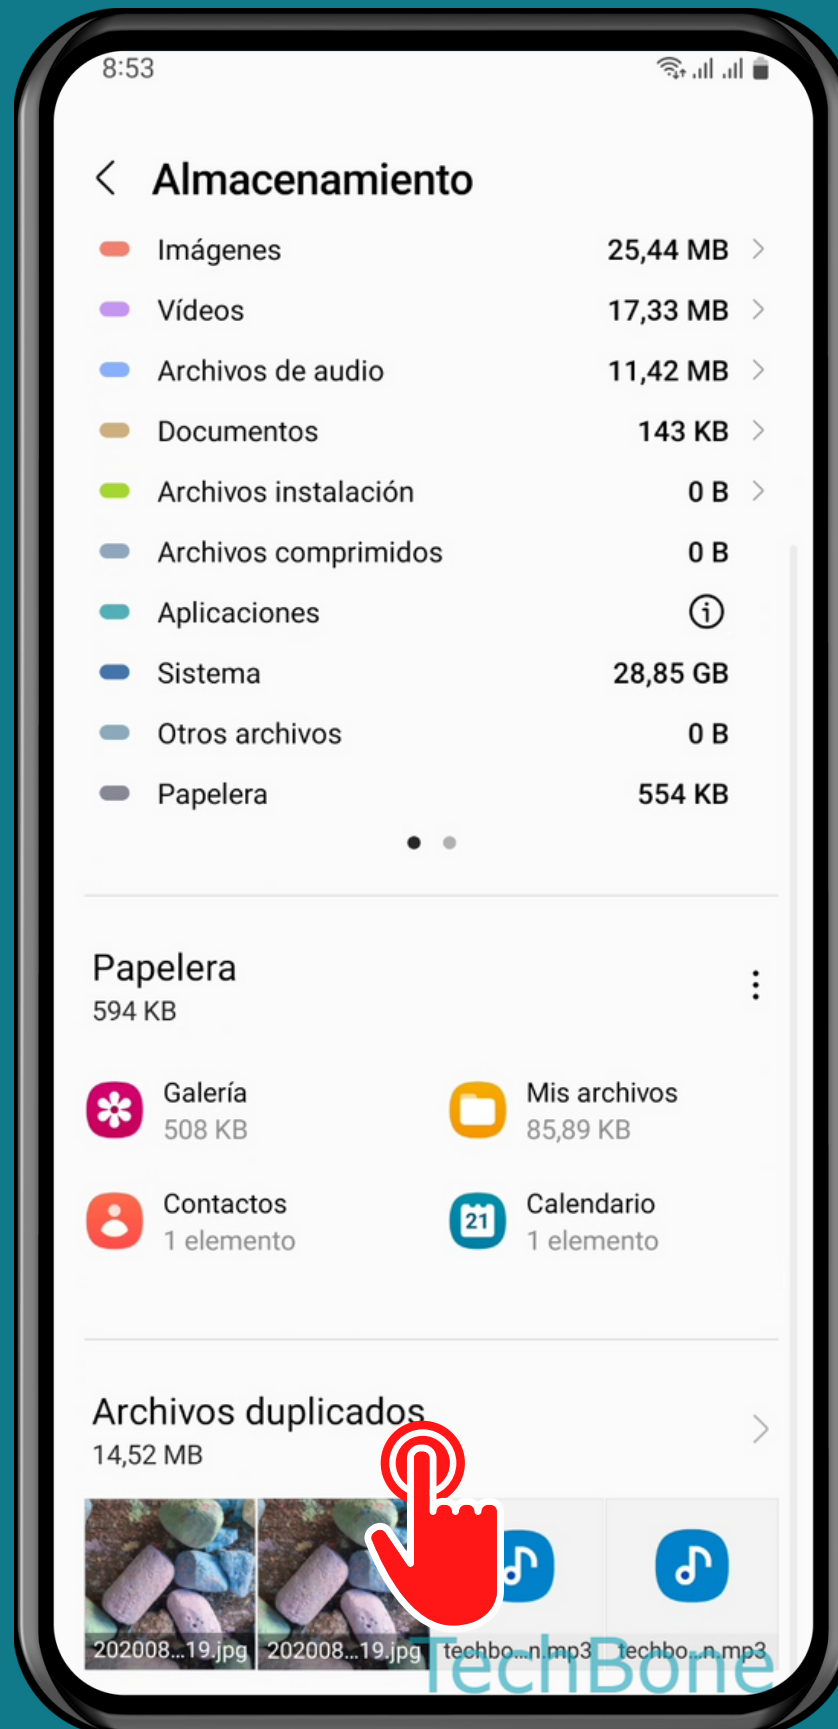 8:53
Almacenamiento
Imágenes 25,44 MB
Vídeos 17,33 MB
Archivos de audio 11,42 MB
Documentos 143 KB
Archivos instalación 0 B
Archivos comprimidos 0 B
Aplicaciones
Sistema 28,85 GB
Otros archivos 0 B
Papelera 554 KB
Papelera
594 KB
Galería Mis archivos
508 KB 85,89 KB
Contactos Calendario
1 elemento 1 elemento
21
Archivos duplicados
14,52 MB
202008...19.jpg 202008...19.jpg techbo...n.mp3 techbo...n.mp3
TechBone